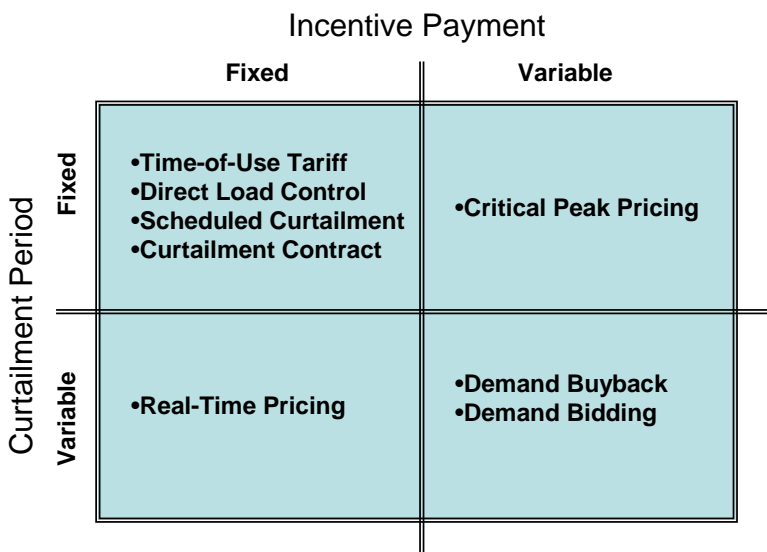 Incentive Payment
Fixed
Variable
Curtailment Period
Fixed
•Time-of-Use Tariff
•Direct Load Control
•Scheduled Curtailment
•Curtailment Contract
•Critical Peak Pricing
Variable
•Real-Time Pricing
•Demand Buyback
•Demand Bidding